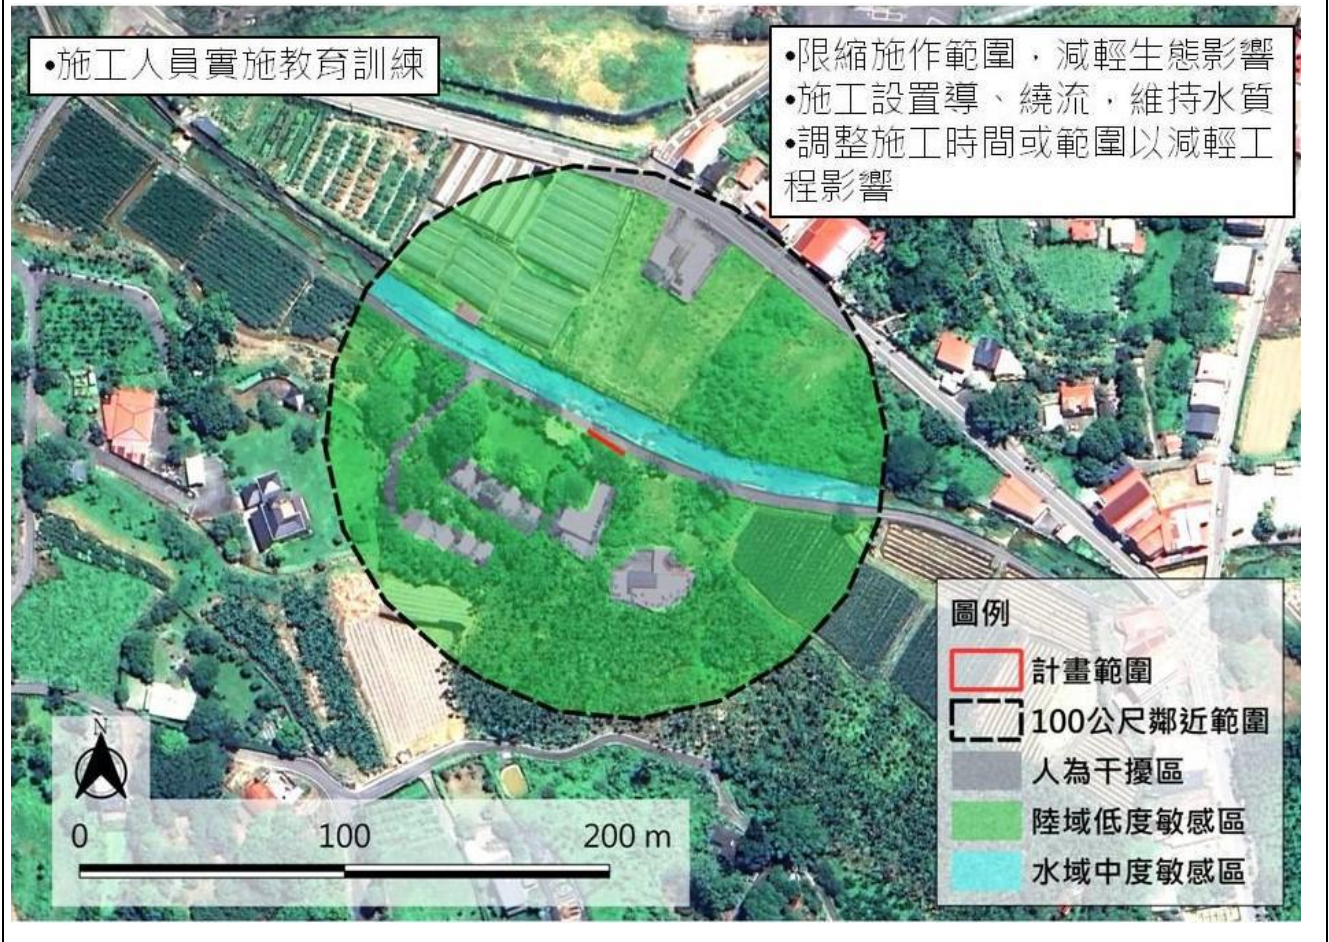 •施工人員實施教育訓練
•限縮施作範圍，減輕生態影響
•施工設置導、繞流，維持水質
•調整施工時間或範圍以減輕工
程影響
圖例
計畫範圍
100公尺鄰近範圍
人為干擾區
陸域低度敏感區
水域中度敏感區
N
0 100 200 m